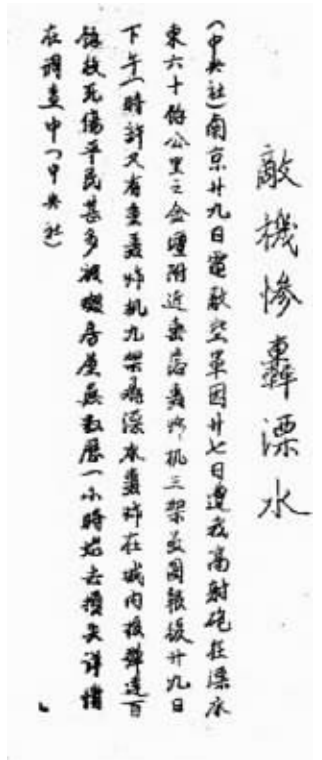 敵機慘轟溧水
(中央社)南京廿九日電敵空軍因廿七日遭我高射砲在溧水
東六十餘公里之金壇附近擊落轟炸机三架并圖報復廿九日
下午一時許又有重轟炸机九架飛溧水轟炸在城内投彈達百
餘枚死傷平民甚多被燬房屋無數歷一小時始去損失詳情
在調查中(中央社)